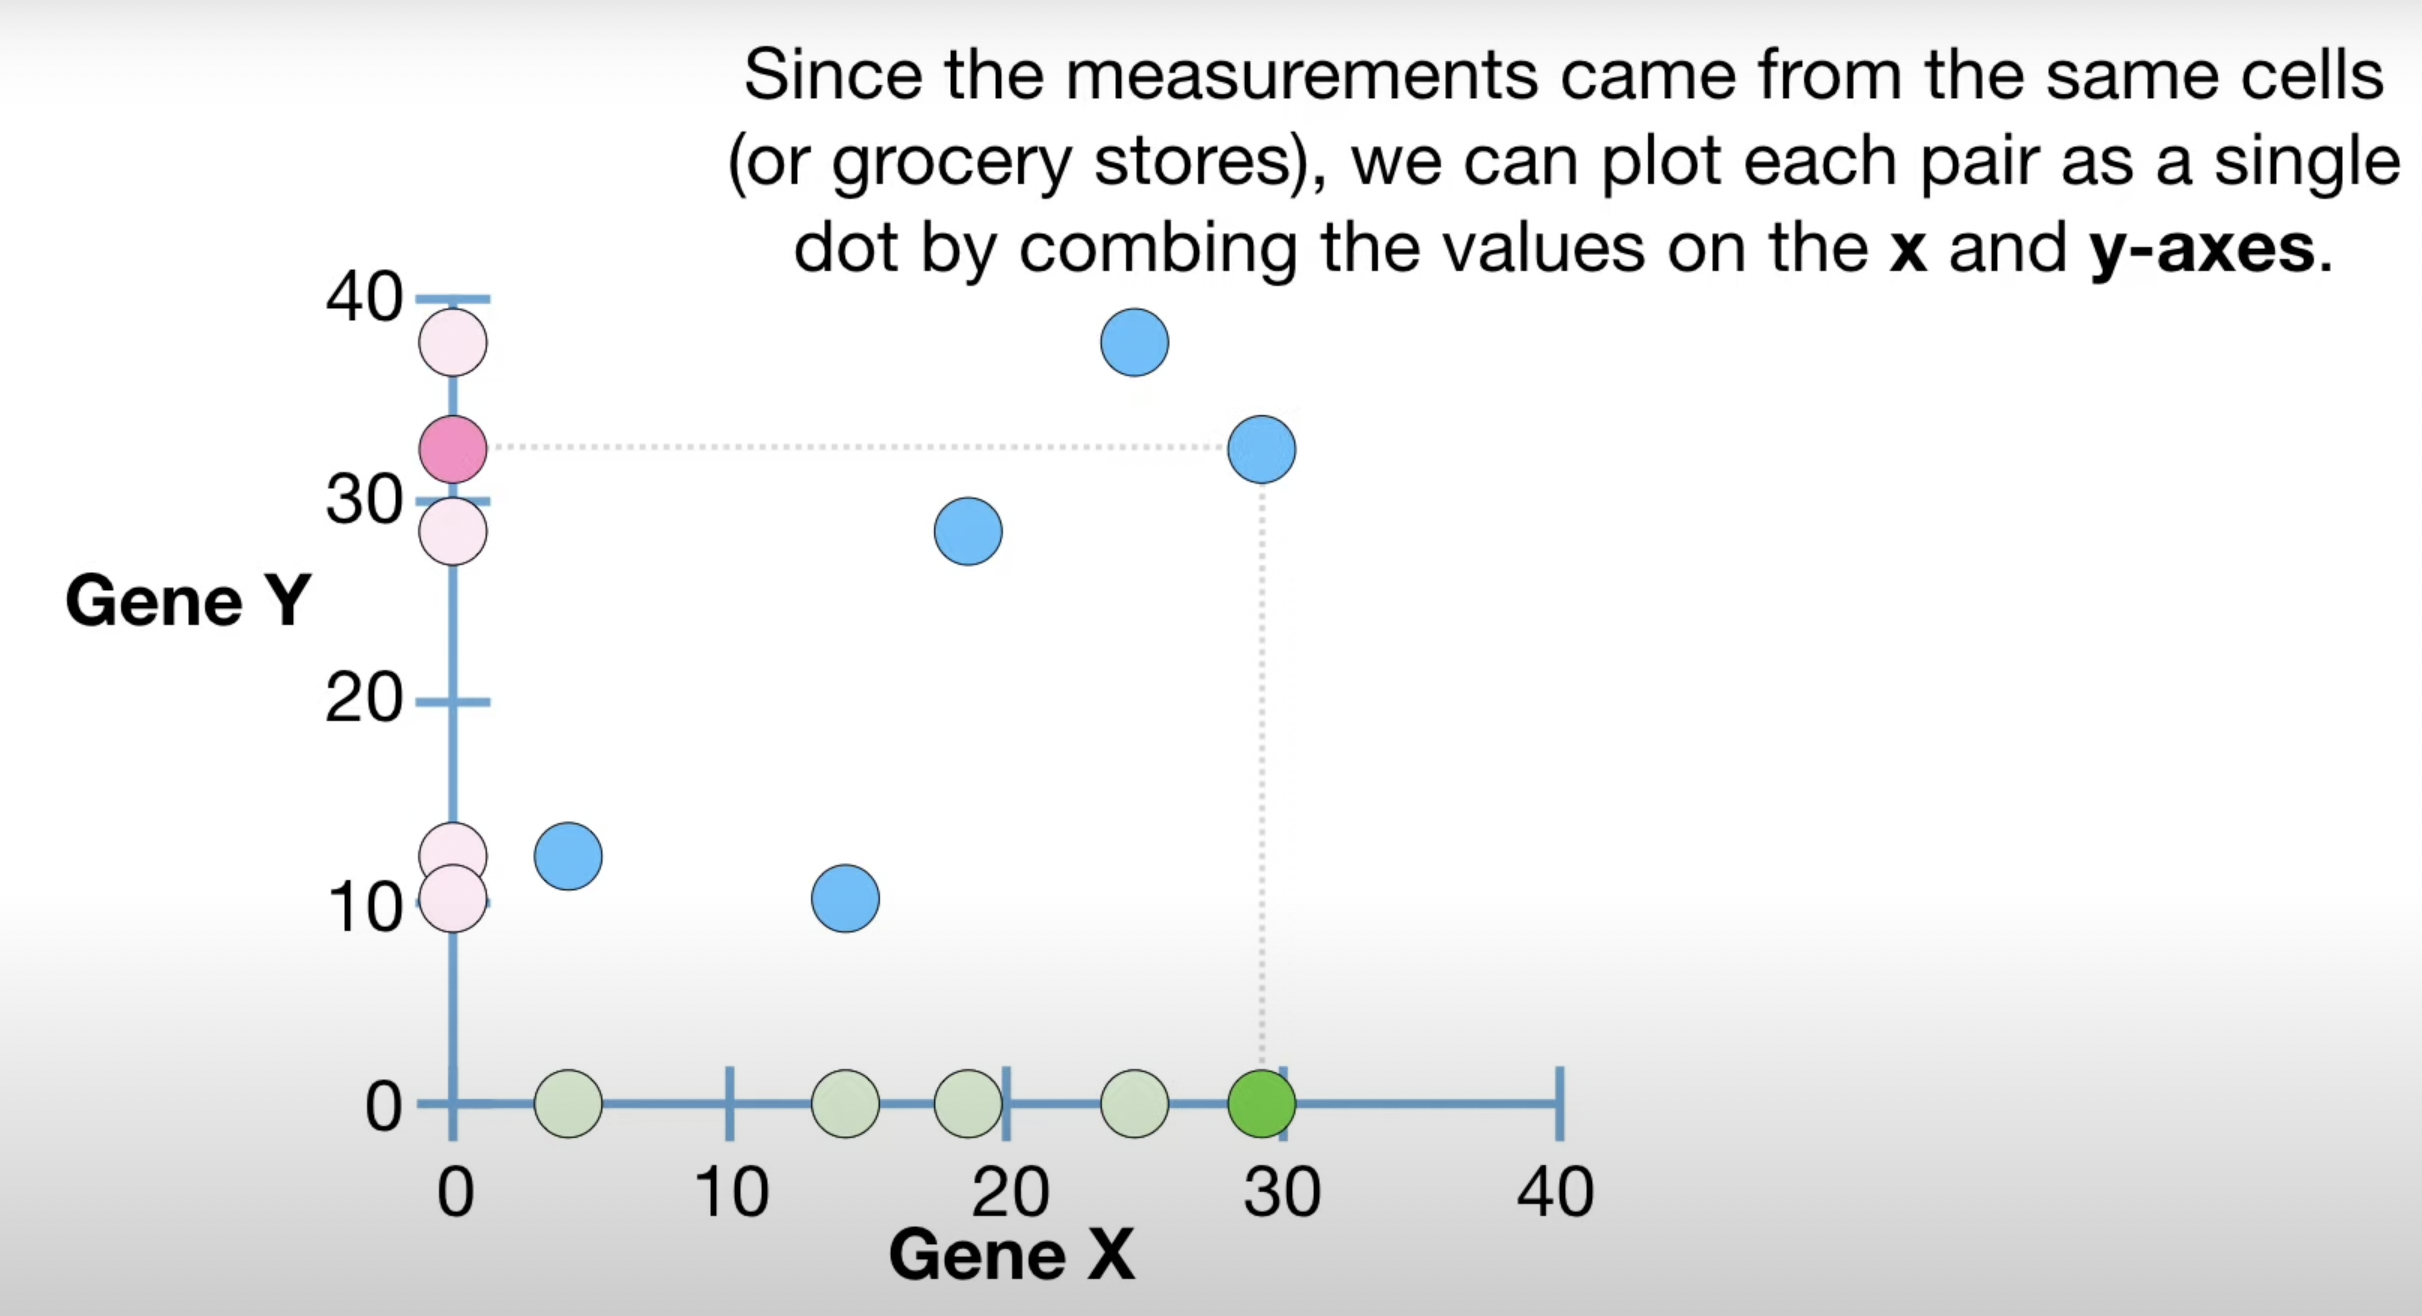 Since the measurements came from the same cells
(or grocery stores), we can plot each pair as a single
dot by combing the values on the x and y-axes.
40
30
Gene Y
20
10
0
0 10 20 30 40
Gene X